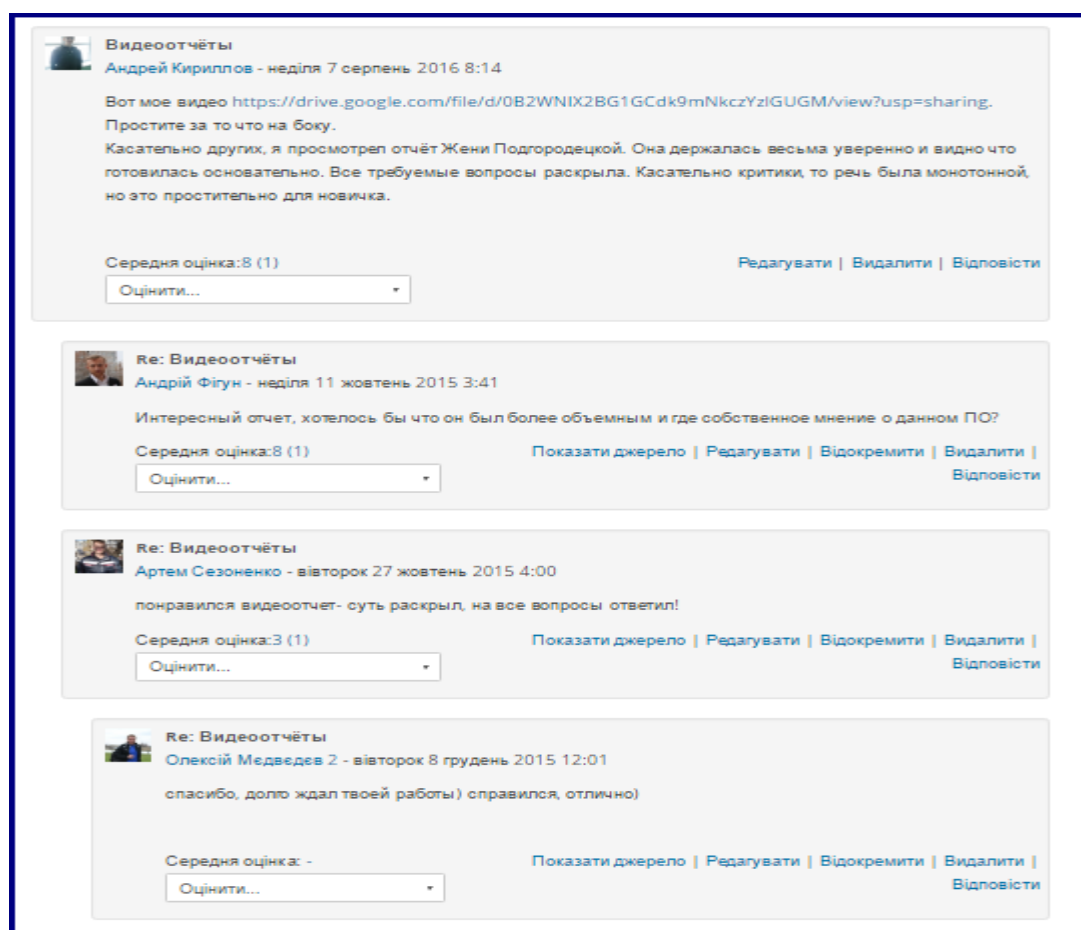 Видеоотчёты
Андрей Кириллов - неділя 7 серпень 2016 8:14
Вот мое видео https://drive.google.com/file/d/0B2WNIX2BG1GCdk9mNkczYzlGUGM/view?usp=sharing.
Простите за то что на боку.
Касательно других, я просмотрел отчёт Жени Подгородецкой. Она держалась весьма уверенно и видно что
готовилась основательно. Все требуемые вопросы раскрыла. Касательно критики, то речь была монотонной,
но это простительно для новичка.
Середня оцінка:8 (1)
Редагувати | Видалити | Відповісти
Оцінити...
Re: Видеоотчёты
Андрій Фігун - неділя 11 жовтень 2015 3:41
Интересный отчет, хотелось бы что он был более объемным и где собственное мнение о данном ПО?
Середня оцінка:8 (1)
Показати джерело | Редагувати | Відокремити | Видалити |
Відповісти
Оцінити...
Re: Видеоотчёты
Артем Сезоненко - вівторок 27 жовтень 2015 4:00
понравился видеоотчет- суть раскрыл, на все вопросы ответил!
Середня оцінка:3 (1)
Показати джерело | Редагувати | Відокремити | Видалити |
Відповісти
Оцінити...
Re: Видеоотчёты
Олексій Мєдвєдєв 2 - вівторок 8 грудень 2015 12:01
спасибо, долго ждал твоей работы) справился, отлично)
Середня оцінка: -
Показати джерело | Редагувати | Відокремити | Видалити |
Відповісти
Оцінити...